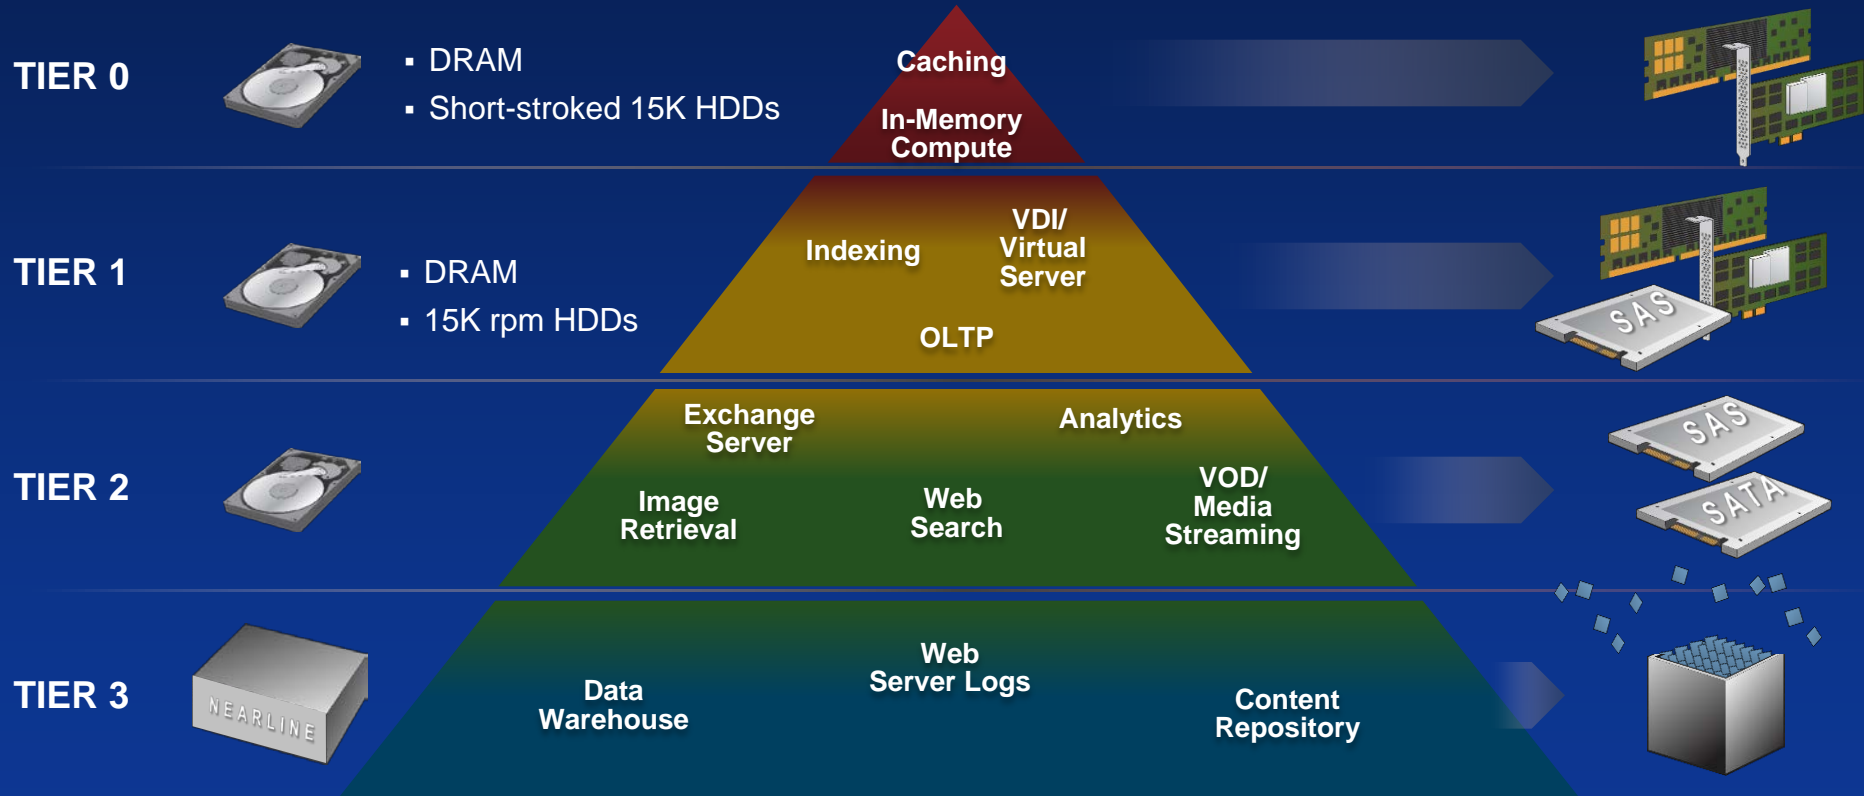 TIER 0
▪ DRAM
▪ Short-stroked 15K HDDs
Caching
In-Memory
Compute
TIER 1
▪ DRAM
▪ 15K rpm HDDs
Indexing
VDI/
Virtual
Server
OLTP
SAS
TIER 2
Exchange
Server
Analytics
Image
Retrieval
Web
Search
VOD/
Media
Streaming
SAS
SATA
TIER 3
NEARLINE
Data
Warehouse
Web
Server Logs
Content
Repository